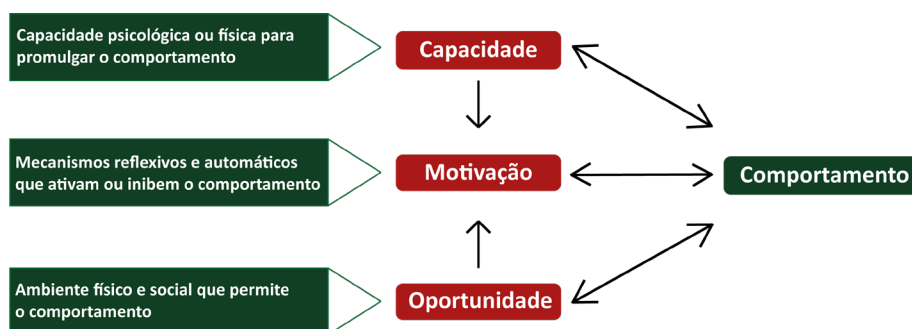 Capacidade psicológica ou física para
promulgar o comportamento
Capacidade
Mecanismos reflexivos e automáticos
que ativam ou inibem o comportamento
Motivação
Comportamento
Ambiente físico e social que permite
o comportamento
Oportunidade